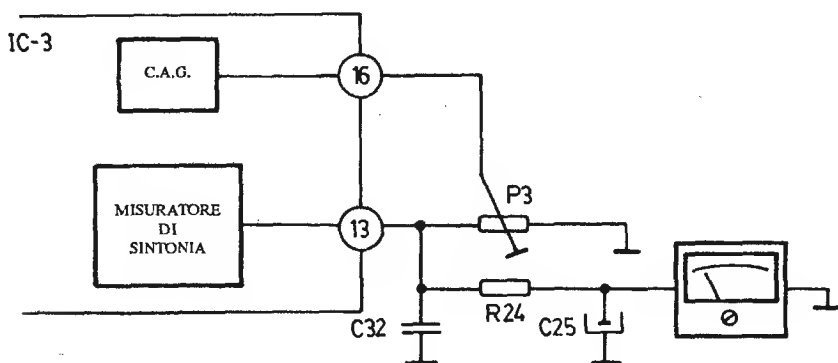 IC-3
C.A.G.
16
P3
MISURATORE
DI
SINTONIA
13
R24
C32
C25